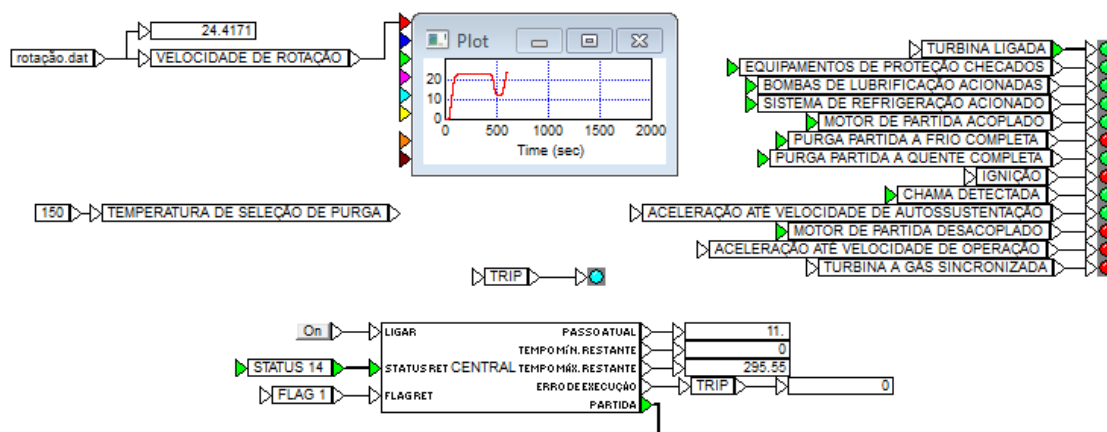 24.4171
rotação.dat
VELOCIDADE DE ROTAÇÃO
Plot
20
10
0
0 500 1000 1500 2000
Time (sec)
TURBINA LIGADA
EQUIPAMENTOS DE PROTEÇÃO CHECADOS
BOMBAS DE LUBRIFICAÇÃO ACIONADAS
SISTEMA DE REFRIGERAÇÃO ACIONADO
MOTOR DE PARTIDA ACOPLADO
PURGA PARTIDA A FRIO COMPLETA
PURGA PARTIDA A QUENTE COMPLETA
IGNIÇÃO
CHAMA DETECTADA
ACELERAÇÃO ATÉ VELOCIDADE DE AUTOSSUSTENTAÇÃO
MOTOR DE PARTIDA DESACOPLADO
ACELERAÇÃO ATÉ VELOCIDADE DE OPERAÇÃO
TURBINA A GÁS SINCRONIZADA
150 TEMPERATURA DE SELEÇÃO DE PURGA
TRIP
On LIGAR PASSO ATUAL 11.
TEMPO MÍN. RESTANTE 0
STATUS 14 STATUS RET CENTRAL TEMPO MÁX. RESTANTE 295.55
ERRO DE EXECUÇÃO TRIP 0
FLAG 1 FLAG RET
PARTIDA